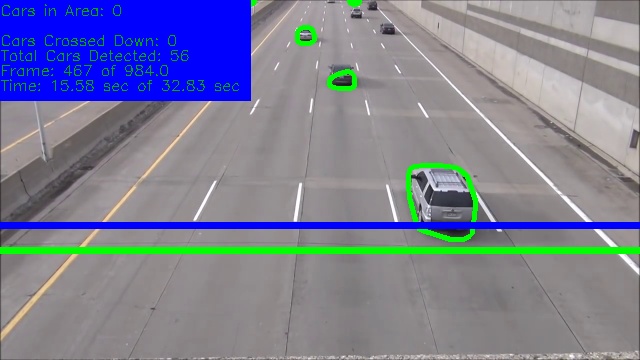 Cars in Area: 0
Cars Crossed Down: 0
Total Cars Detected: 56
Frame: 467 of 984.0
Time: 15.58 sec of 32.83 sec